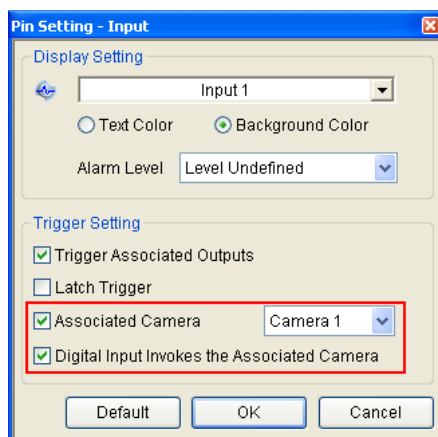 Pin Setting - Input
Display Setting
Input 1
Text Color Background Color
Alarm Level Level Undefined
Trigger Setting
Trigger Associated Outputs
Latch Trigger
Associated Camera Camera 1
Digital Input Invokes the Associated Camera
Default OK Cancel